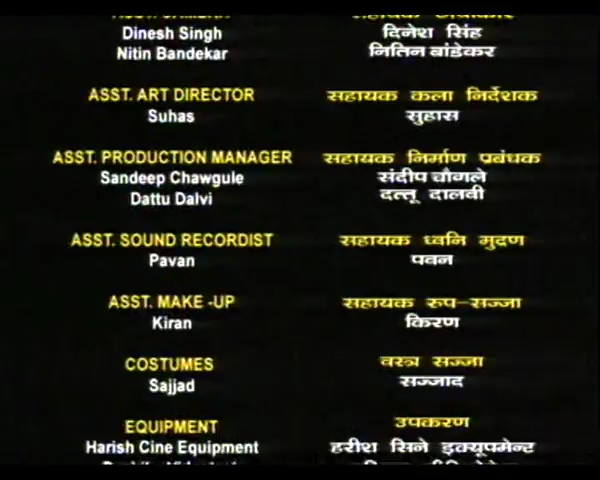 Dinesh Singh
दिनेश सिंह
Nitin Bandekar
नितिन बांडेकर
ASST. ART DIRECTOR
सहायक कला निर्देशक
Suhas
सुहास
ASST. PRODUCTION MANAGER
सहायक निर्माण प्रबंधक
Sandeep Chawgule
संदीप चौगले
Dattu Dalvi
दत्तू दालवी
ASST. SOUND RECORDIST
सहायक ध्वनि मुद्रण
Pavan
पवन
ASST. MAKE -UP
सहायक रुप-सज्जा
Kiran
किरण
COSTUMES
वस्त्र सज्जा
Sajjad
सज्जाद
EQUIPMENT
उपकरण
Harish Cine Equipment
हरीश सिने इक्यूपमेन्ट